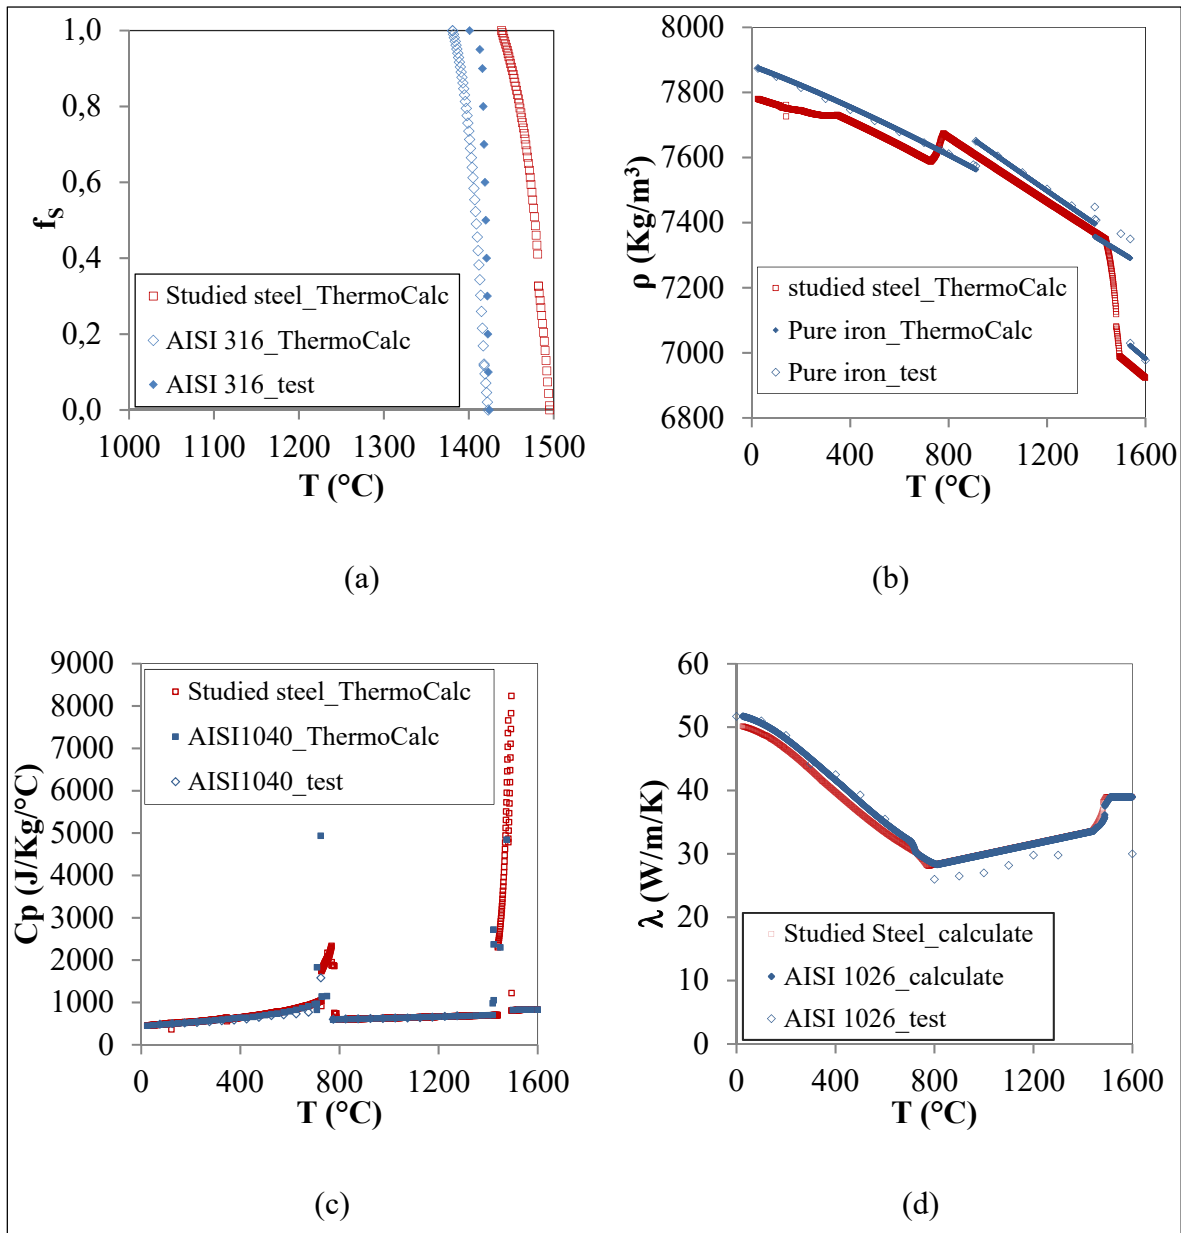 1,0
0,8
0,6
0,4
0,2
0,0
fS
Studied steel_ThermoCalc
AISI 316_ThermoCalc
AISI 316_test
1000 1100 1200 1300 1400 1500
T (°C)
(a)
8000
7800
7600
7400
7200
7000
6800
ρ (Kg/m³)
studied steel_ThermoCalc
Pure iron_ThermoCalc
Pure iron_test
0 400 800 1200 1600
T (°C)
(b)
9000
8000
7000
6000
5000
4000
3000
2000
1000
0
Cp (J/Kg/°C)
Studied steel_ThermoCalc
AISI1040_ThermoCalc
AISI1040_test
0 400 800 1200 1600
T (°C)
(c)
60
50
40
30
20
10
0
λ (W/m/K)
Studied Steel_calculate
AISI 1026_calculate
AISI 1026_test
0 400 800 1200 1600
T (°C)
(d)